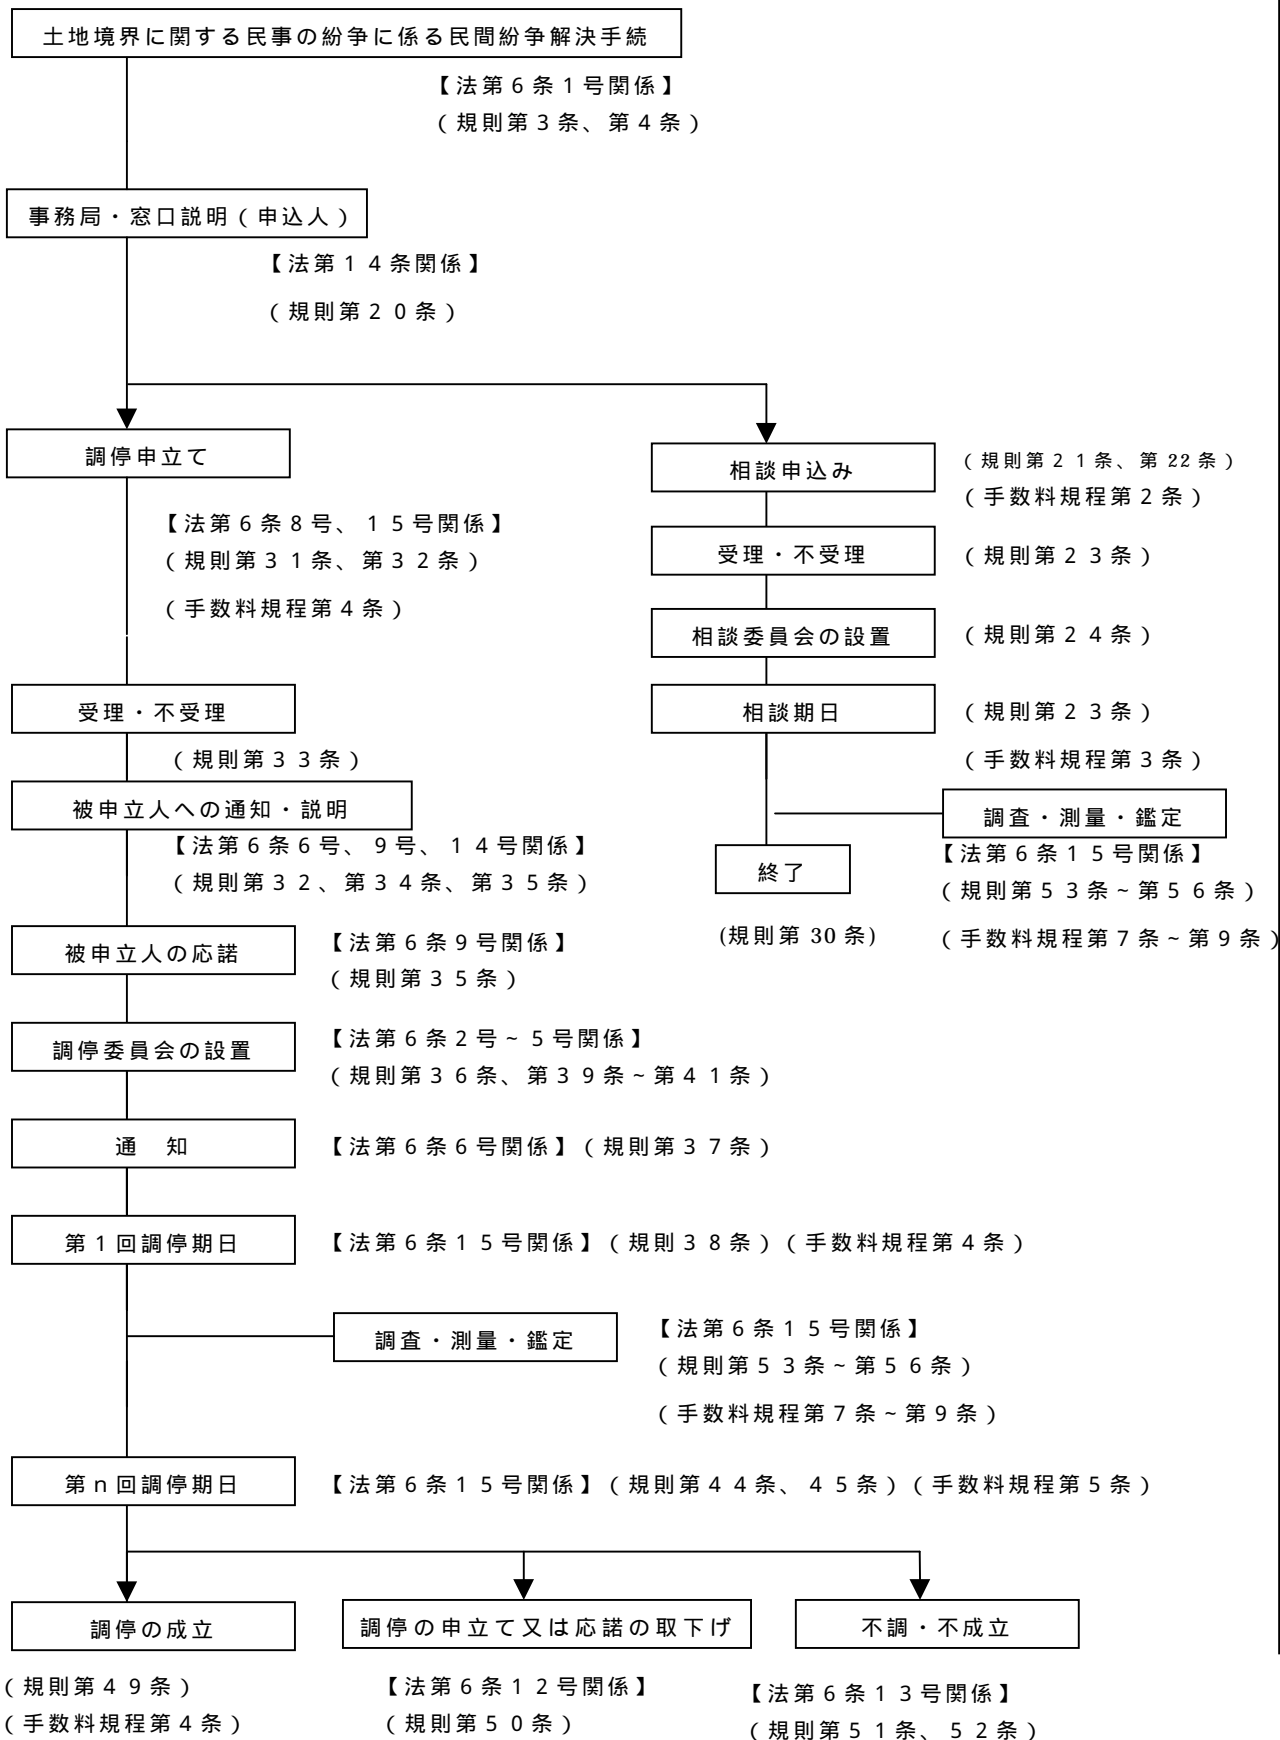 土地境界に関する民事の紛争に係る民間紛争解決手続
【法第6条1号関係】
(規則第3条、第4条)
事務局・窓口説明(申込人)
【法第14条関係】
(規則第20条)
調停申立て
【法第6条8号、15号関係】
(規則第31条、第32条)
(手数料規程第4条)
受理・不受理
(規則第33条)
被申立人への通知・説明
【法第6条6号、9号、14号関係】
(規則第32、第34条、第35条)
被申立人の応諾
【法第6条9号関係】
(規則第35条)
調停委員会の設置
【法第6条2号~5号関係】
(規則第36条、第39条~第41条)
通 知
【法第6条6号関係】(規則第37条)
第1回調停期日
【法第6条15号関係】(規則38条)(手数料規程第4条)
調査・測量・鑑定
【法第6条15号関係】
(規則第53条~第56条)
(手数料規程第7条~第9条)
第n回調停期日
【法第6条15号関係】(規則第44条、45条)(手数料規程第5条)
調停の成立
(規則第49条)
(手数料規程第4条)
調停の申立て又は応諾の取下げ
【法第6条12号関係】
(規則第50条)
不調・不成立
【法第6条13号関係】
(規則第51条、52条)
相談申込み
(規則第21条、第22条)
(手数料規程第2条)
受理・不受理
(規則第23条)
相談委員会の設置
(規則第24条)
相談期日
(規則第23条)
(手数料規程第3条)
調査・測量・鑑定
【法第6条15号関係】
(規則第53条~第56条)
(手数料規程第7条~第9条)
終了
(規則第30条)